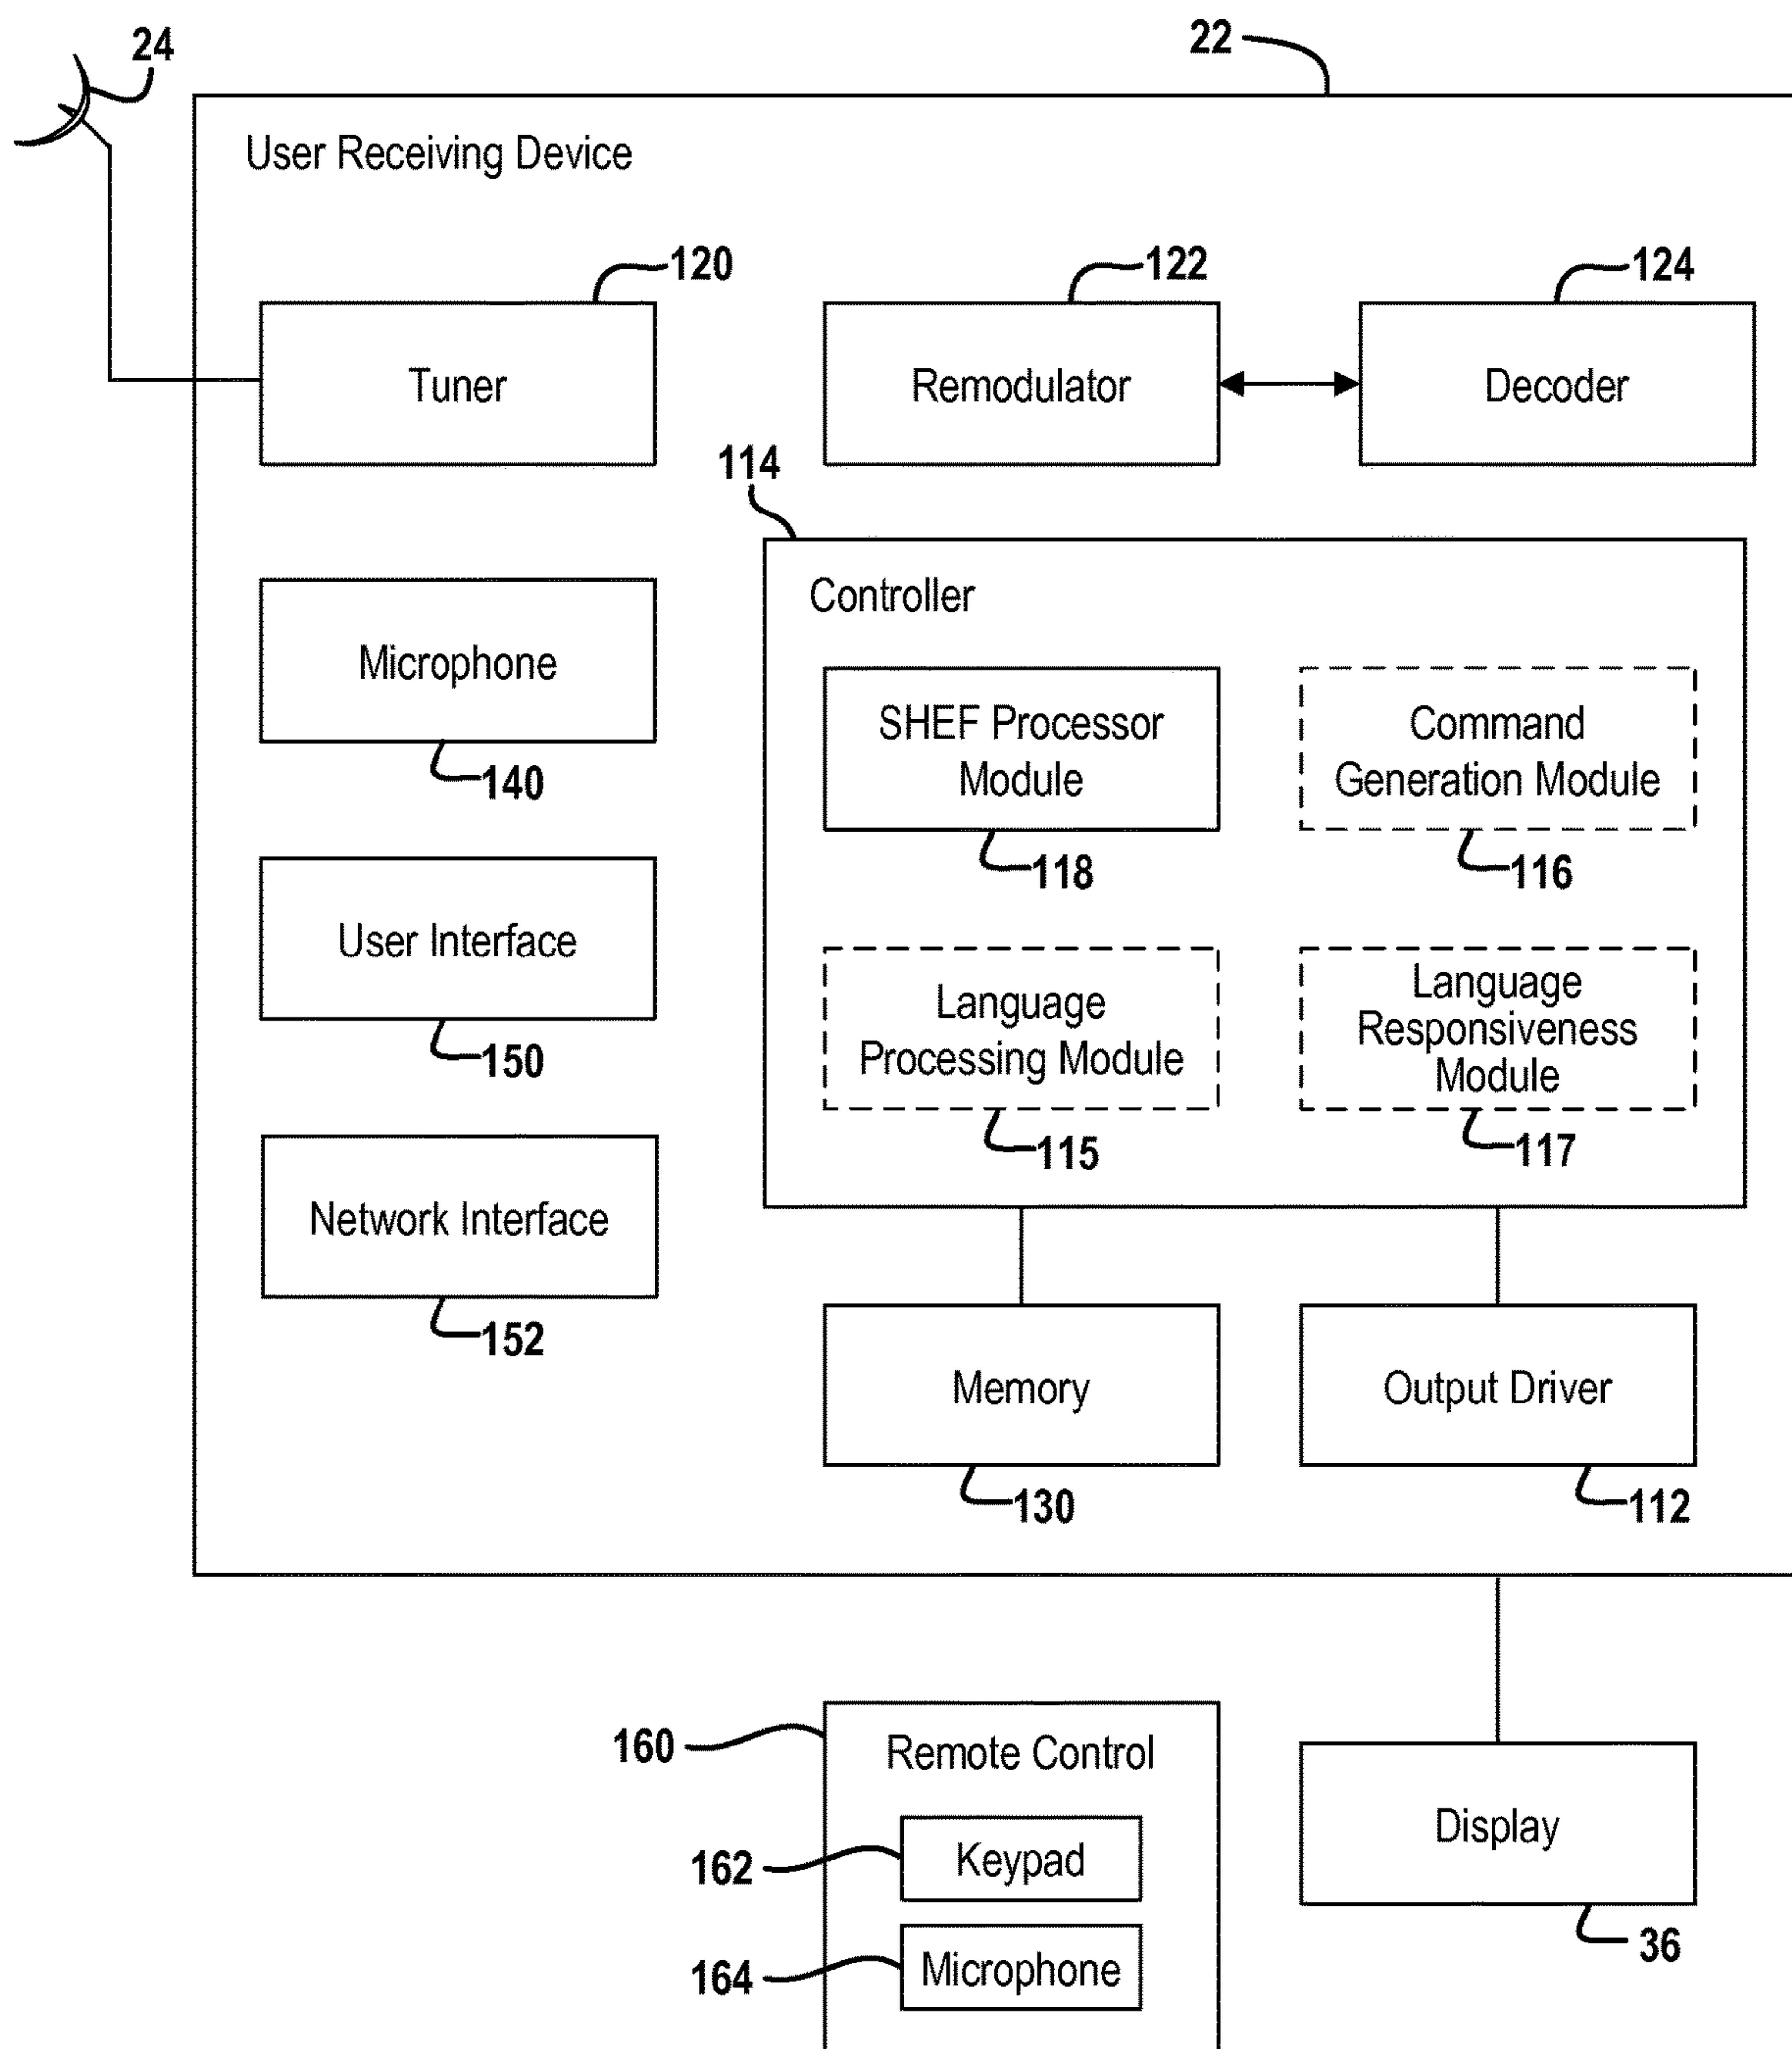 24
22
User Receiving Device
120
122
124
Tuner
Remodulator
Decoder
114
Controller
Microphone
140
SHEF Processor
Module
118
Command
Generation Module
116
User Interface
150
Language
Processing Module
115
Language
Responsiveness
Module
117
Network Interface
152
Memory
130
Output Driver
112
160
Remote Control
162
Keypad
164
Microphone
Display
36